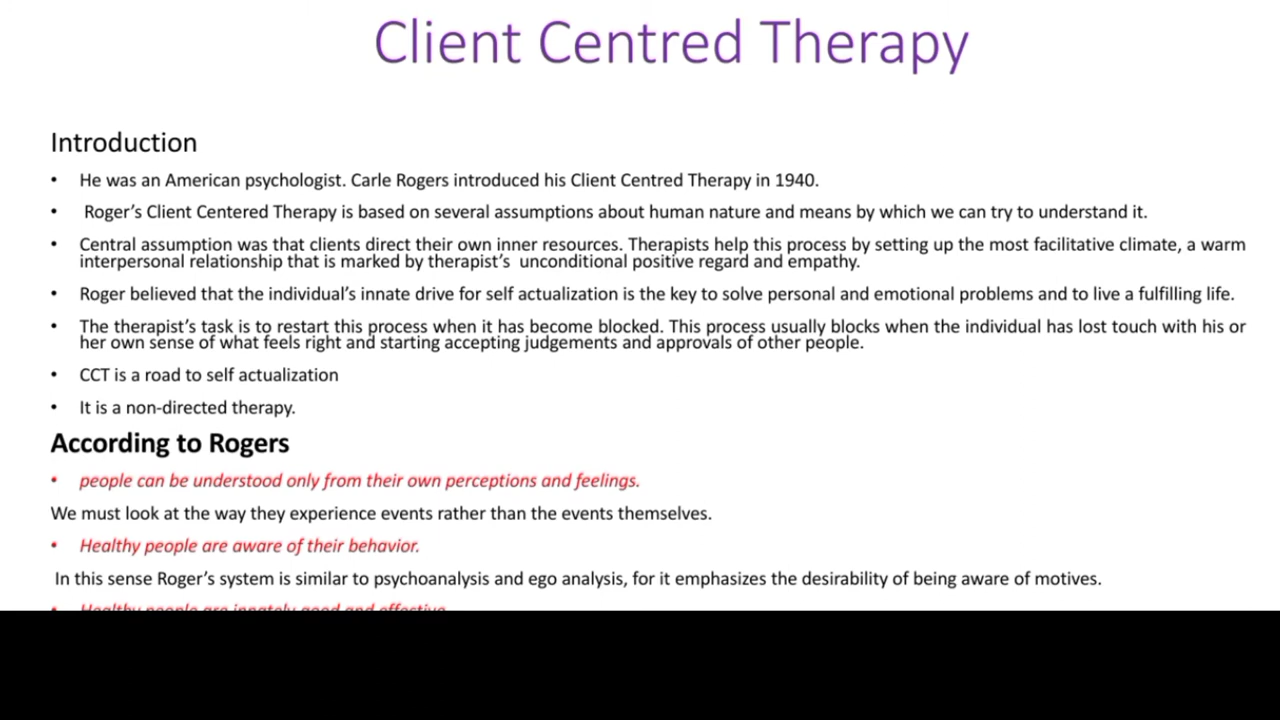 Client Centred Therapy
Introduction
• He was an American psychologist. Carle Rogers introduced his Client Centred Therapy in 1940.
• Roger's Client Centered Therapy is based on several assumptions about human nature and means by which we can try to understand it.
• Central assumption was that clients direct their own inner resources. Therapists help this process by setting up the most facilitative climate, a warm
interpersonal relationship that is marked by therapist's unconditional positive regard and empathy.
• Roger believed that the individual's innate drive for self actualization is the key to solve personal and emotional problems and to live a fulfilling life.
• The therapist's task is to restart this process when it has become blocked. This process usually blocks when the individual has lost touch with his or
her own sense of what feels right and starting accepting judgements and approvals of other people.
• CCT is a road to self actualization
• It is a non-directed therapy.
According to Rogers
• people can be understood only from their own perceptions and feelings.
We must look at the way they experience events rather than the events themselves.
• Healthy people are aware of their behavior.
In this sense Roger's system is similar to psychoanalysis and ego analysis, for it emphasizes the desirability of being aware of motives.
• Healthy people are innately good and effective